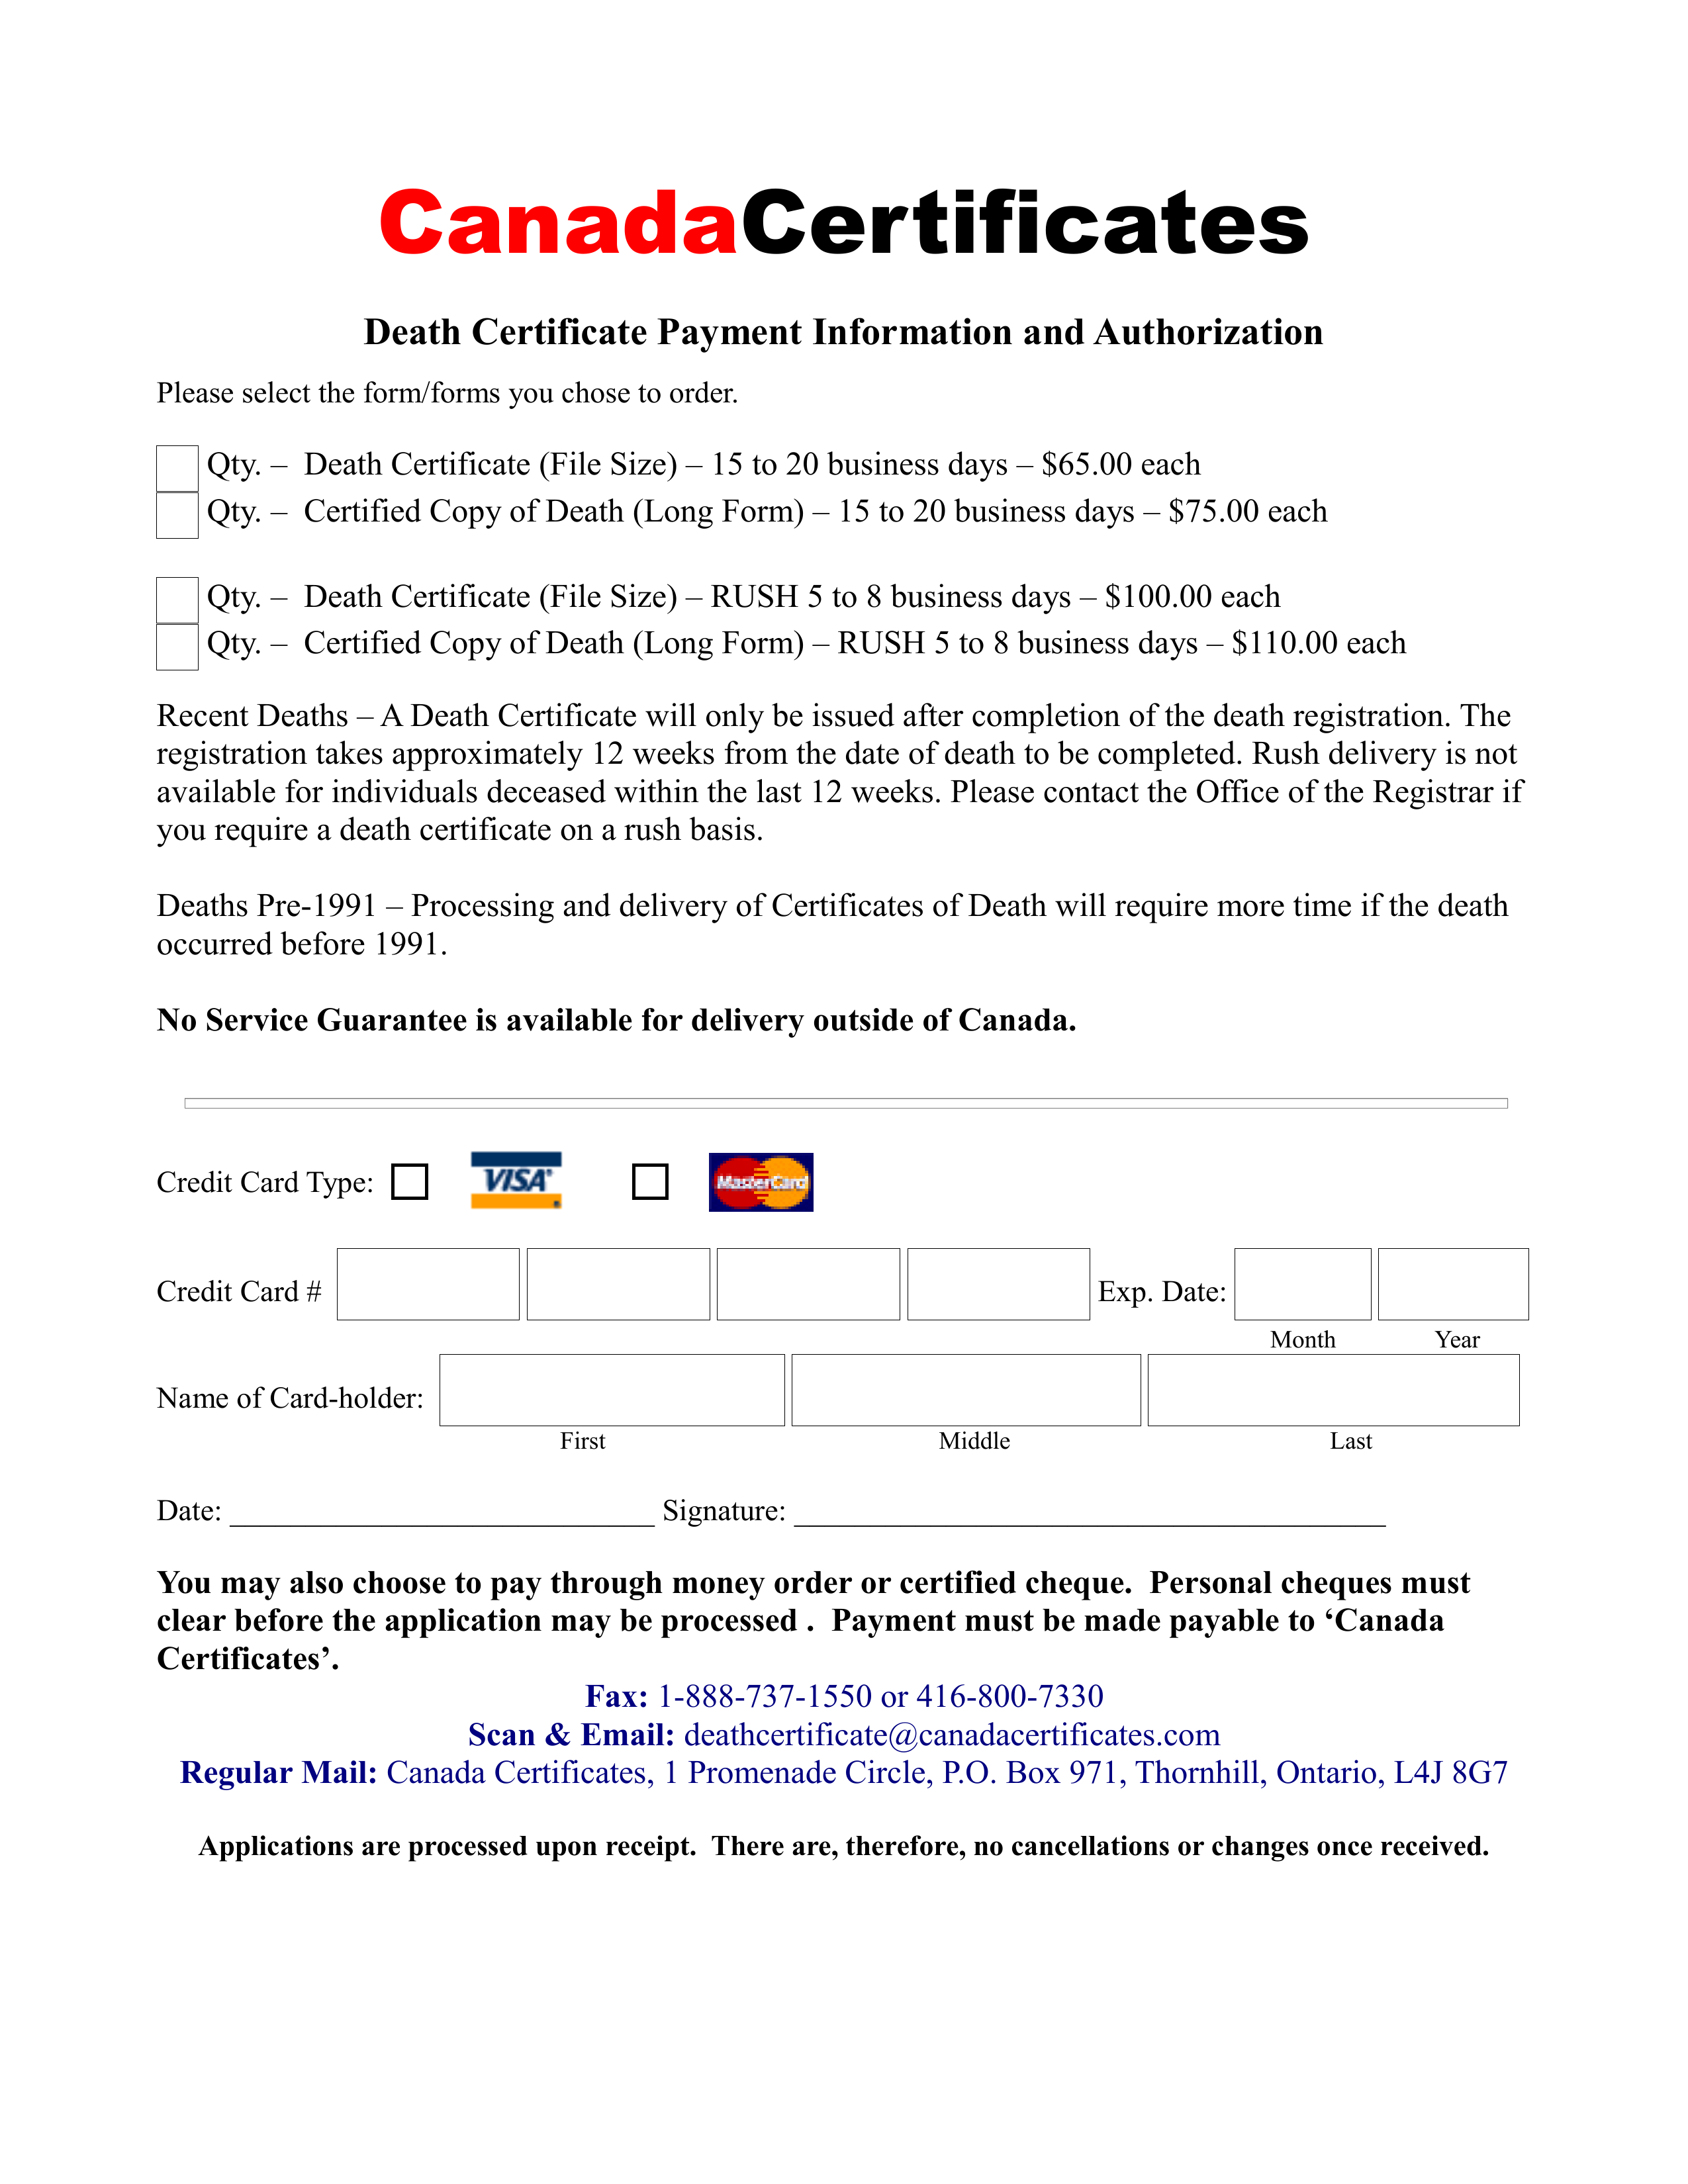 CanadaCertificates
Death Certificate Payment Information and Authorization
Please select the form/forms you chose to order.
Qty. – Death Certificate (File Size) – 15 to 20 business days – $65.00 each
Qty. – Certified Copy of Death (Long Form) – 15 to 20 business days – $75.00 each
Qty. – Death Certificate (File Size) – RUSH 5 to 8 business days – $100.00 each
Qty. – Certified Copy of Death (Long Form) – RUSH 5 to 8 business days – $110.00 each
Recent Deaths – A Death Certificate will only be issued after completion of the death registration. The
registration takes approximately 12 weeks from the date of death to be completed. Rush delivery is not
available for individuals deceased within the last 12 weeks. Please contact the Office of the Registrar if
you require a death certificate on a rush basis.
Deaths Pre-1991 – Processing and delivery of Certificates of Death will require more time if the death
occurred before 1991.
No Service Guarantee is available for delivery outside of Canada.
Credit Card Type: VISA MasterCard
Credit Card # Exp. Date:
Month Year
Name of Card-holder:
First Middle Last
Date: Signature:
You may also choose to pay through money order or certified cheque. Personal cheques must
clear before the application may be processed . Payment must be made payable to ‘Canada
Certificates’.
Fax: 1-888-737-1550 or 416-800-7330
Scan & Email: deathcertificate@canadacertificates.com
Regular Mail: Canada Certificates, 1 Promenade Circle, P.O. Box 971, Thornhill, Ontario, L4J 8G7
Applications are processed upon receipt. There are, therefore, no cancellations or changes once received.